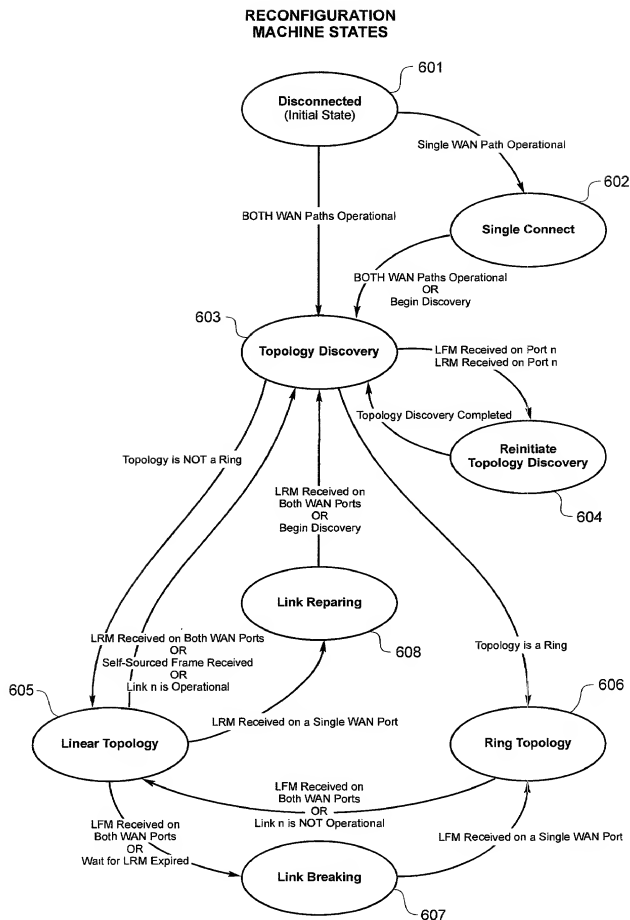 RECONFIGURATION
MACHINE STATES
601
Disconnected
(Initial State)
Single WAN Path Operational
602
Single Connect
BOTH WAN Paths Operational
BOTH WAN Paths Operational
OR
Begin Discovery
603
Topology Discovery
LFM Received on Port n
LRM Received on Port n
Topology Discovery Completed
Reinitiate
Topology Discovery
604
Topology is NOT a Ring
LRM Received on
Both WAN Ports
OR
Begin Discovery
Link Reparing
608
Topology is a Ring
LRM Received on Both WAN Ports
OR
Self-Sourced Frame Received
OR
Link n is Operational
605
606
LRM Received on a Single WAN Port
Linear Topology
Ring Topology
LFM Received on
Both WAN Ports
OR
Link n is NOT Operational
LFM Received on
Both WAN Ports
OR
Wait for LRM Expired
LFM Received on a Single WAN Port
Link Breaking
607